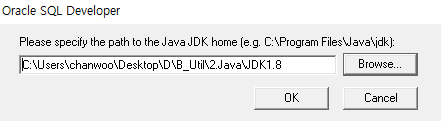 Oracle SQL Developer
Please specify the path to the Java JDK home (e.g. C:\Program Files\Java\jdk):
C:\Users\chanwoo\Desktop\D\B_Util\2.Java\JDK1.8 Browse...
OK Cancel